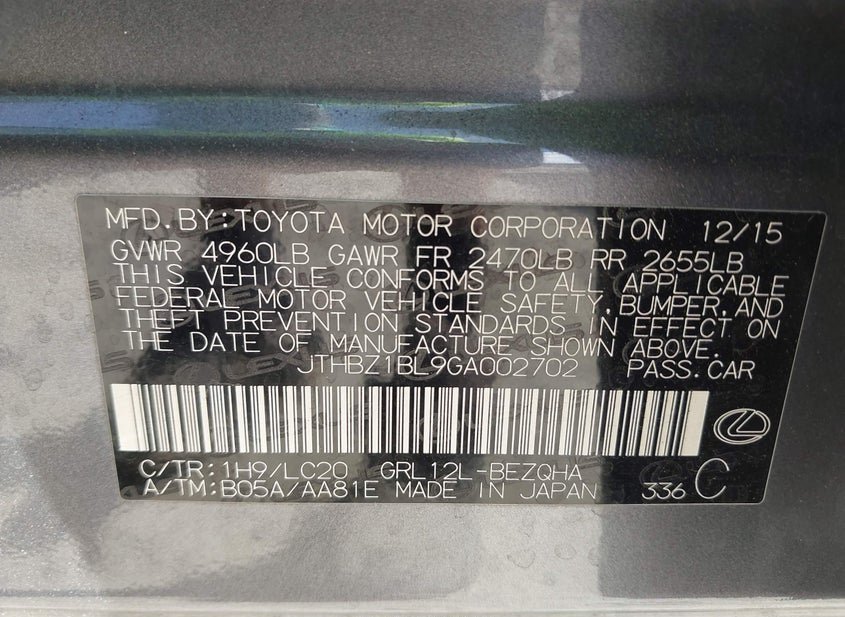 MFD.BY:TOYOTA MOTOR CORPORATION 12/15
GVWR 4960LB GAWR FR 2470LB RR 2655LB
THIS VEHICLE CONFORMS TO ALL APPLICABLE
FEDERAL MOTOR VEHICLE SAFETY,BUMPER,AND
THEFT PREVENTION STANDARDS IN EFFECT ON
THE DATE OF MANUFACTURE SHOWN ABOVE.
JTHBZ1BL9GA002702 PASS.CAR
C/TR:1H9/LC20 GRL12L-BEZQHA
A/TM:B05A/AA81E MADE IN JAPAN 336 C